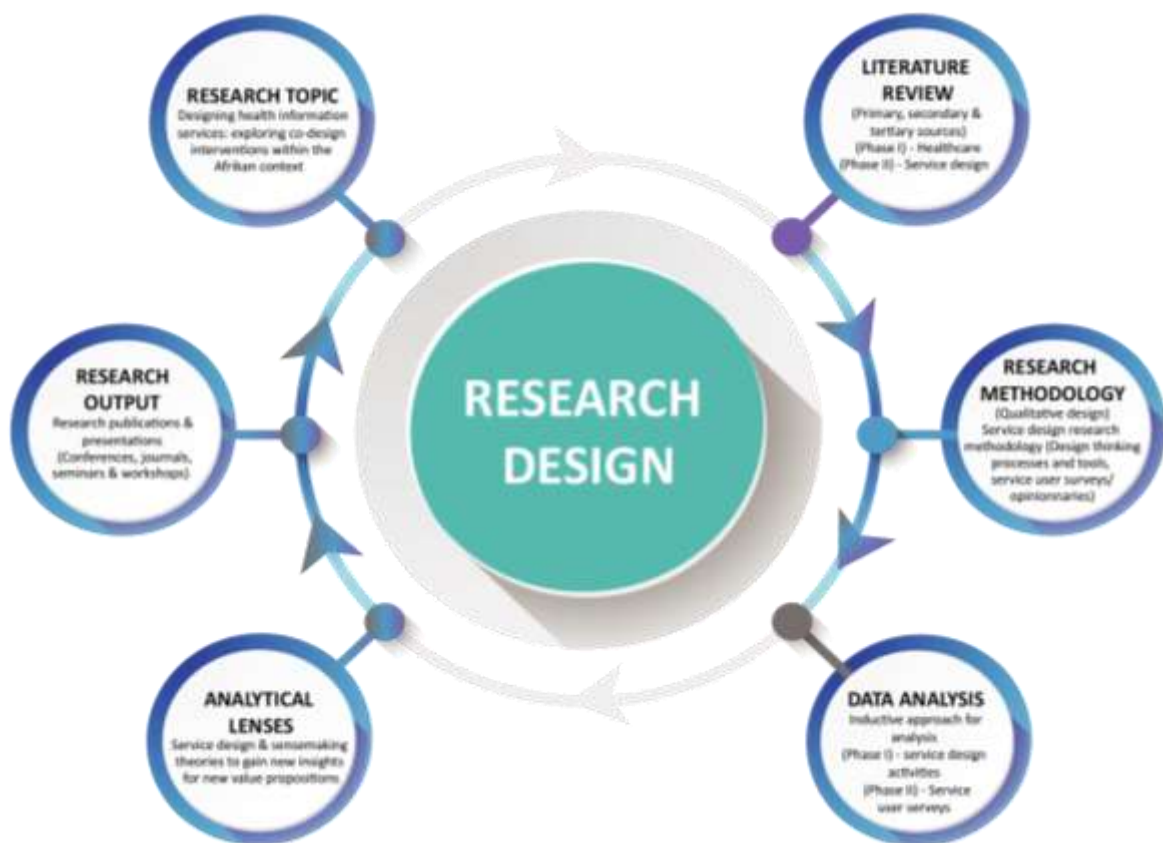 RESEARCH TOPIC
Designing health information
services: exploring co-design
interventions within the
Afrikan context
LITERATURE
REVIEW
(Primary, secondary &
tertiary sources)
(Phase I) - Healthcare
(Phase II) - Service design
RESEARCH
METHODOLOGY
(Qualitative design)
Service design research
methodology (Design thinking
processes and tools,
service user surveys/
opinionnaries)
DATA ANALYSIS
Inductive approach for
analysis
(Phase I) - service design
activities
(Phase II) - Service
user serveys
ANALYTICAL
LENSES
Service design & sensemaking
theories to gain new insights
for new value propositions
RESEARCH
OUTPUT
Research publications &
presentations
(Conferences, journals,
seminars & workshops)
RESEARCH
DESIGN